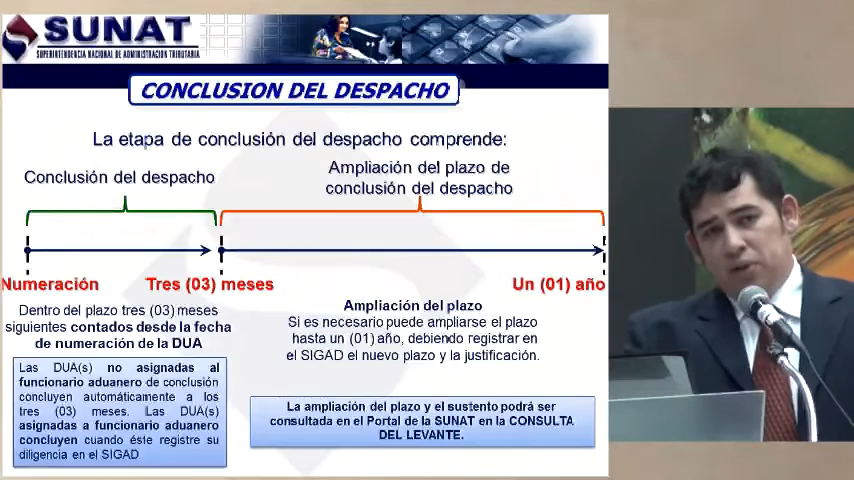 SUNAT
SUPERINTENDENCIA NACIONAL DE ADMINISTRACIÓN TRIBUTARIA
CONCLUSION DEL DESPACHO
La etapa de conclusión del despacho comprende:
Conclusión del despacho
Ampliación del plazo de
conclusión del despacho
Numeración
Tres (03) meses
Un (01) año
Dentro del plazo tres (03) meses
siguientes contados desde la fecha
de numeración de la DUA
Las DUA(s) no asignadas al
funcionario aduanero de conclusión
concluyen automáticamente a los
tres (03) meses. Las DUA(s)
asignadas a funcionario aduanero
concluyen cuando éste registre su
diligencia en el SIGAD
Ampliación del plazo
Si es necesario puede ampliarse el plazo
hasta un (01) año, debiendo registrar en
el SIGAD el nuevo plazo y la justificación.
La ampliación del plazo y el sustento podrá ser
consultada en el Portal de la SUNAT en la CONSULTA
DEL LEVANTE.